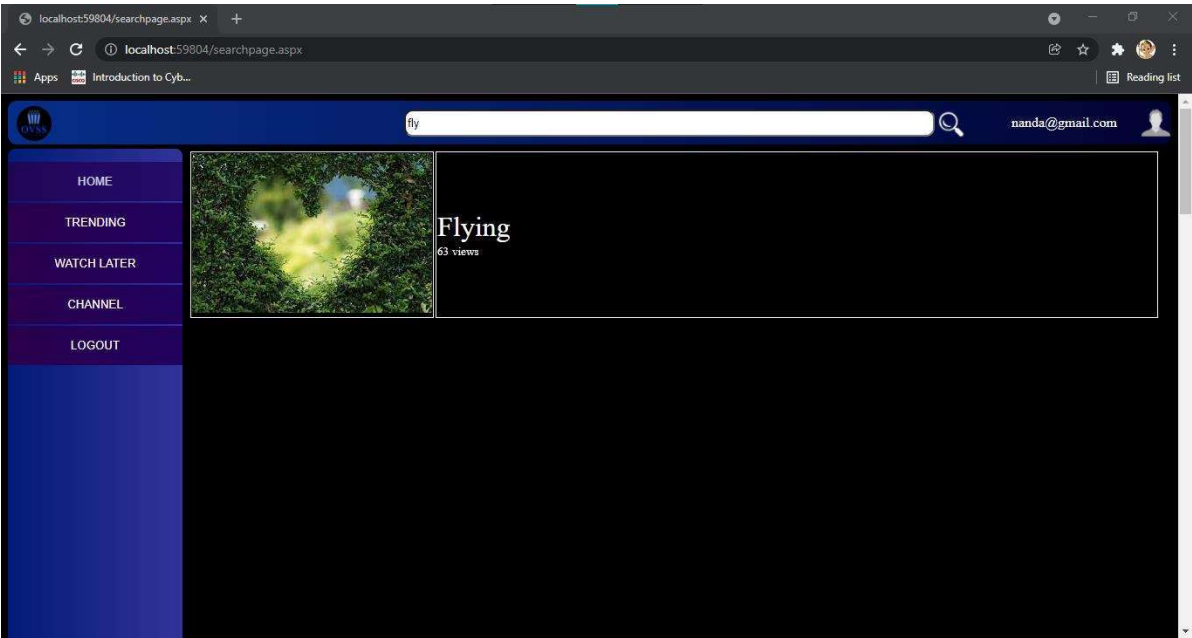 localhost:59804/searchpage.aspx
localhost:59804/searchpage.aspx
Apps Introduction to Cyb... Reading list
OVSS fly nanda@gmail.com
HOME
TRENDING
WATCH LATER
CHANNEL
LOGOUT
Flying
63 views